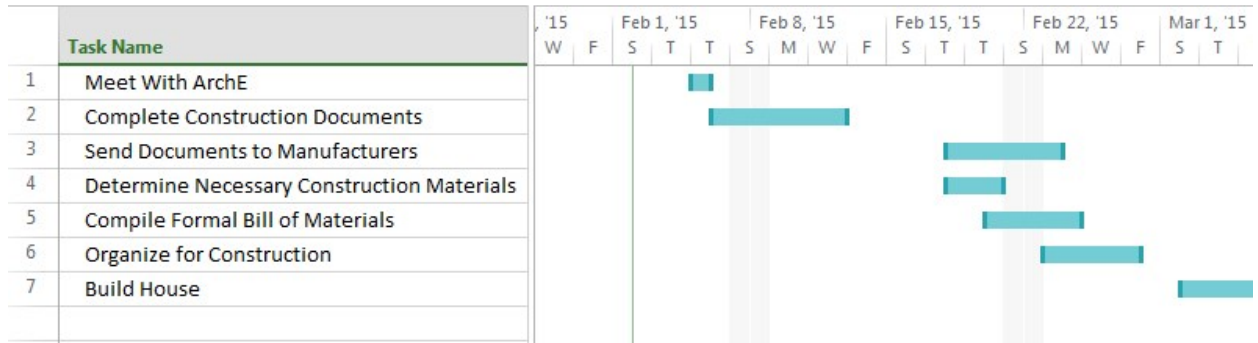 , '15 Feb 1, '15 Feb 8, '15 Feb 15, '15 Feb 22, '15 Mar 1, '15
Task Name W F S T T S M W F S T T S M W F S T
1 Meet With ArchE
2 Complete Construction Documents
3 Send Documents to Manufacturers
4 Determine Necessary Construction Materials
5 Compile Formal Bill of Materials
6 Organize for Construction
7 Build House